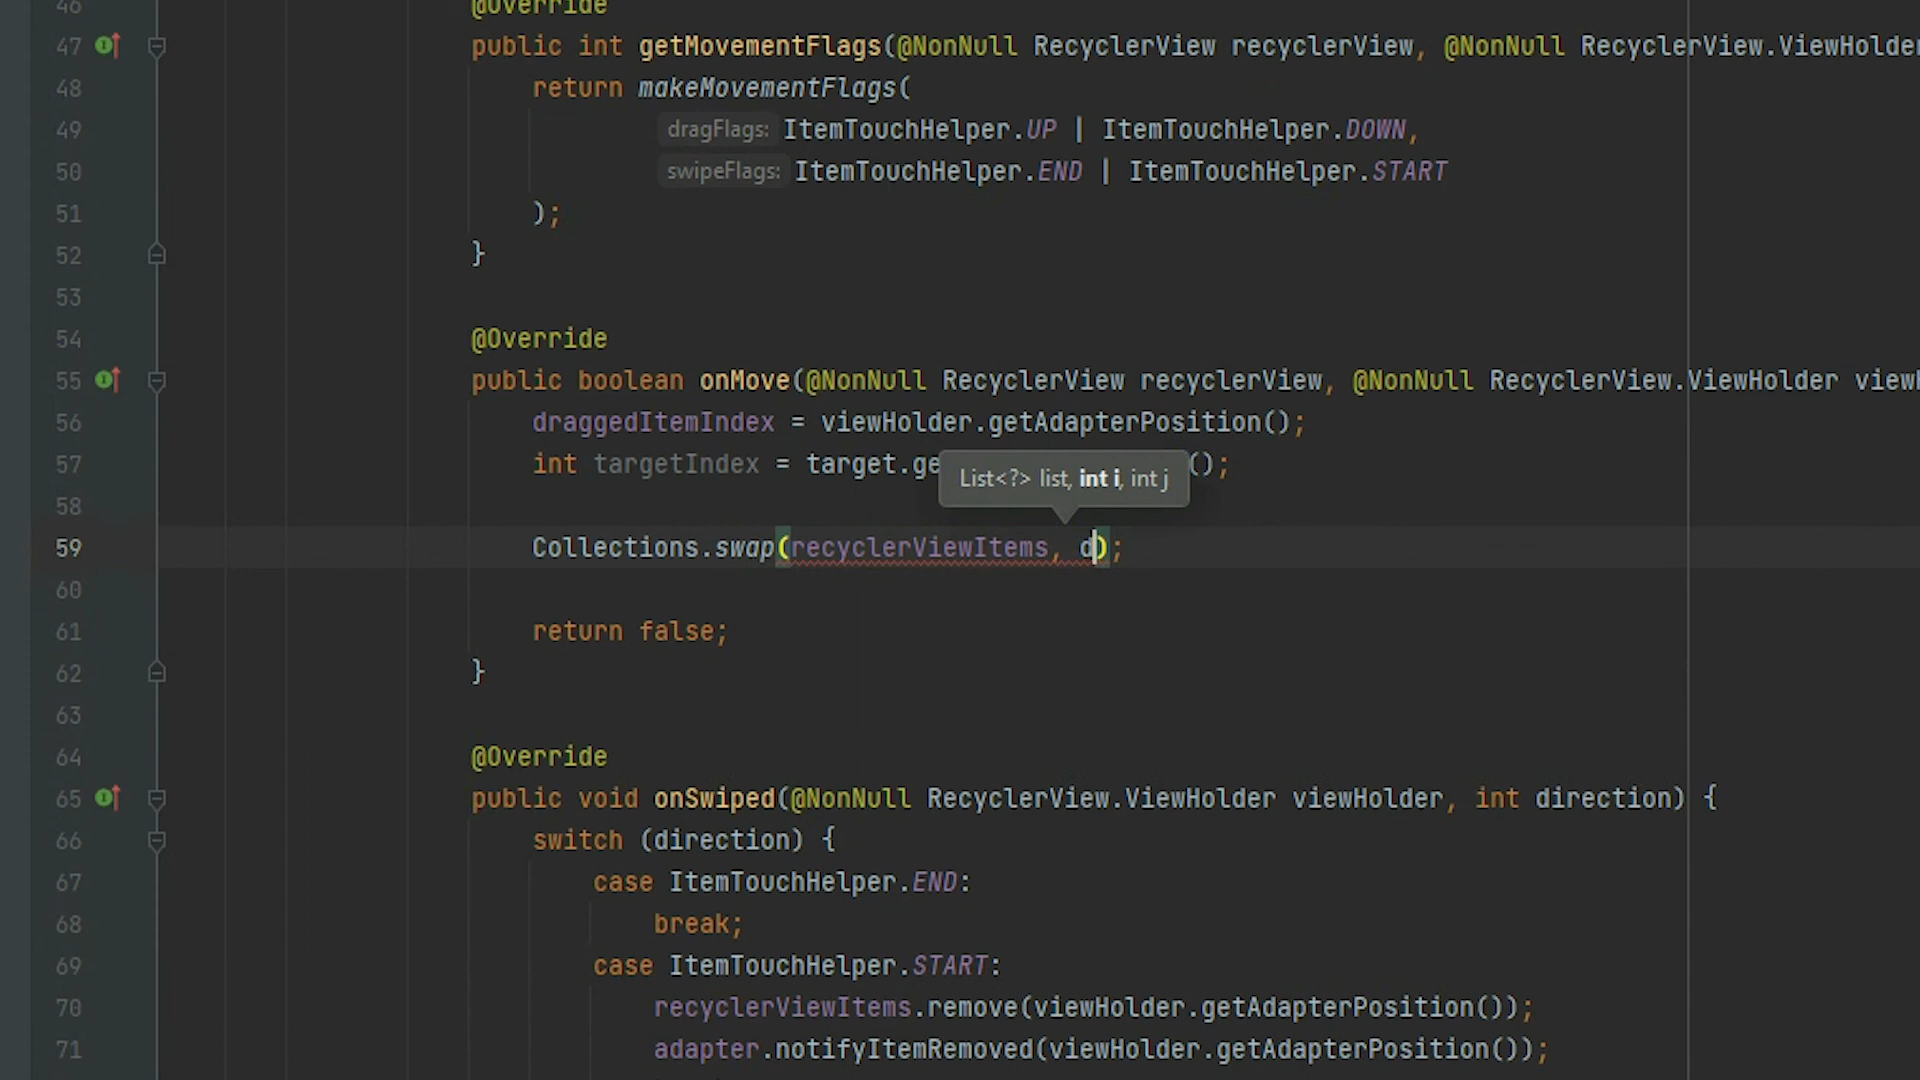 46 @Override
47 public int getMovementFlags(@NonNull RecyclerView recyclerView, @NonNull RecyclerView.ViewHolder
48 return makeMovementFlags(
49 dragFlags: ItemTouchHelper.UP | ItemTouchHelper.DOWN,
50 swipeFlags: ItemTouchHelper.END | ItemTouchHelper.START
51 );
52 }
53
54 @Override
55 public boolean onMove(@NonNull RecyclerView recyclerView, @NonNull RecyclerView.ViewHolder viewH
56 draggedItemIndex = viewHolder.getAdapterPosition();
57 int targetIndex = target.ge ();
List<?> list, int i, int j
58
59 Collections.swap(recyclerViewItems, d);
60
61 return false;
62 }
63
64 @Override
65 public void onSwiped(@NonNull RecyclerView.ViewHolder viewHolder, int direction) {
66 switch (direction) {
67 case ItemTouchHelper.END:
68 break;
69 case ItemTouchHelper.START:
70 recyclerViewItems.remove(viewHolder.getAdapterPosition());
71 adapter.notifyItemRemoved(viewHolder.getAdapterPosition());